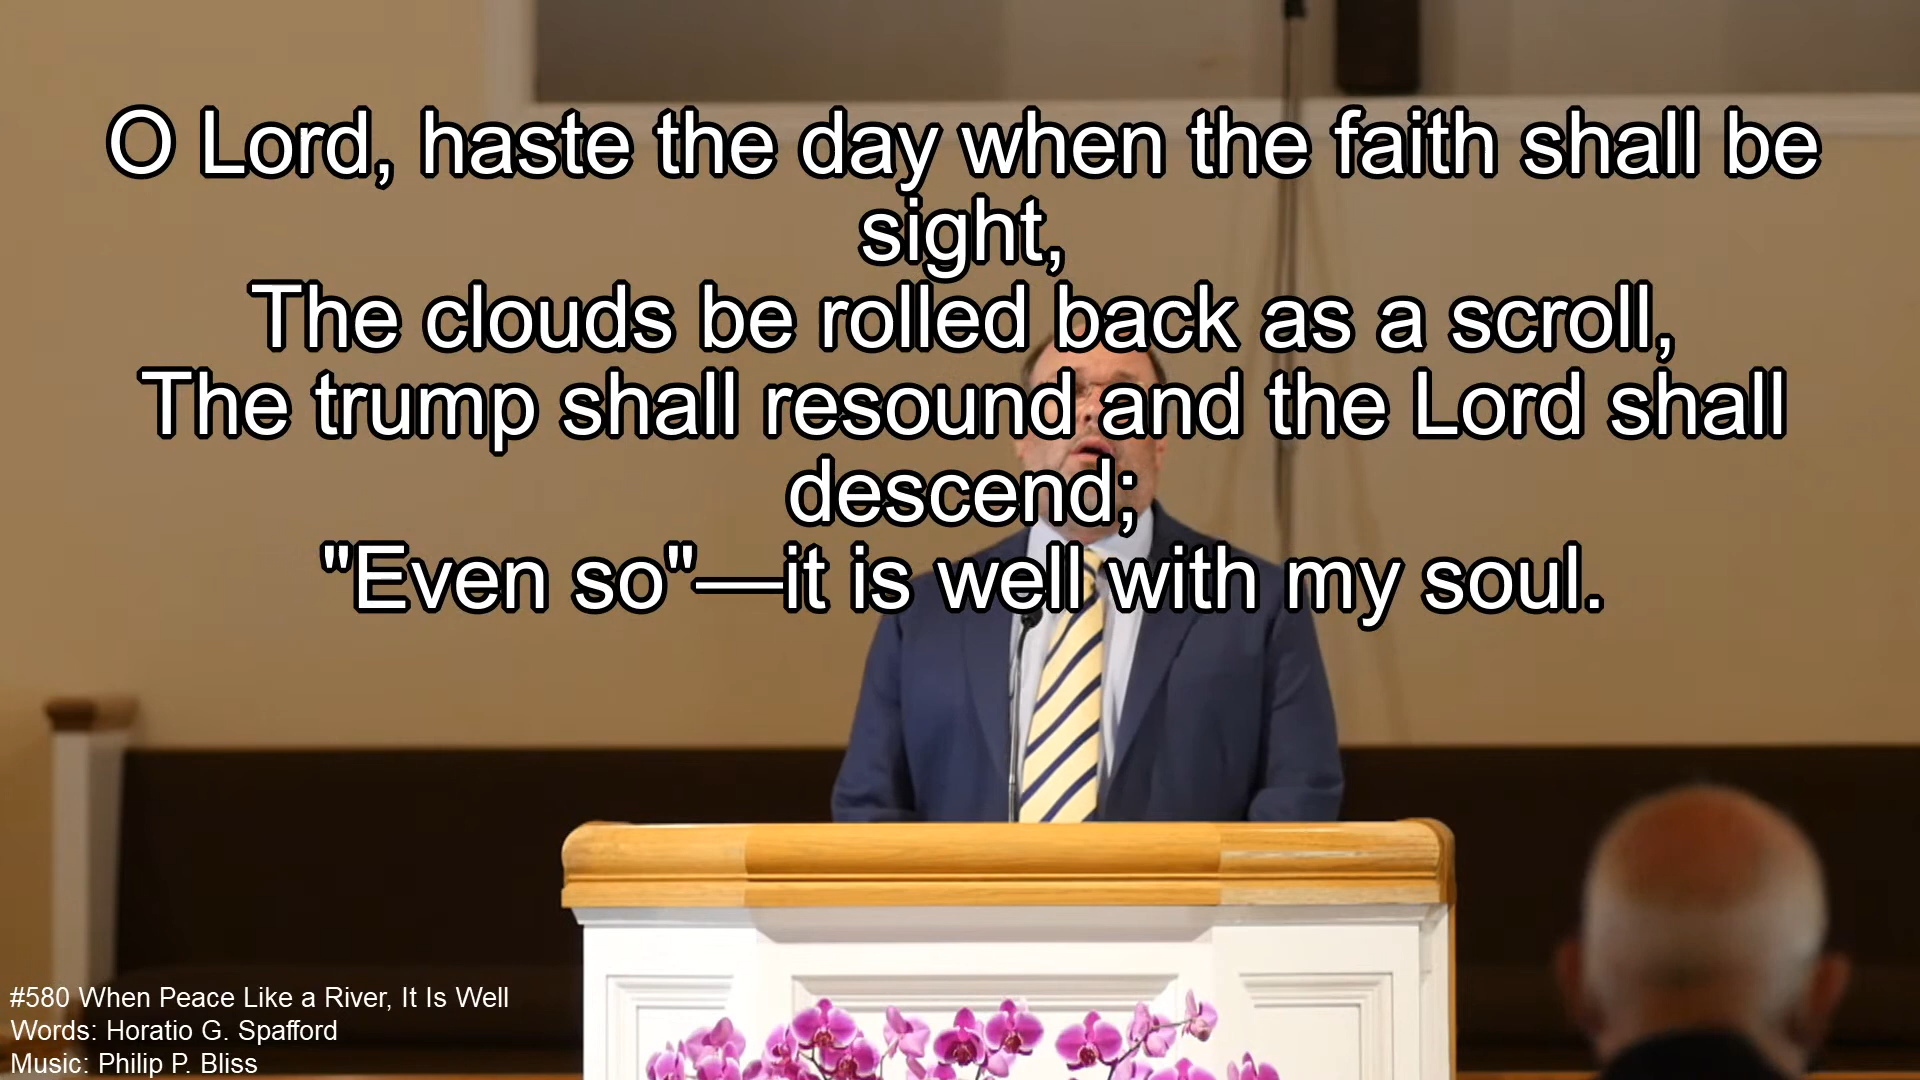 O Lord, haste the day when the faith shall be
sight,
The clouds be rolled back as a scroll,
The trump shall resound and the Lord shall
descend;
"Even so"—it is well with my soul.
#580 When Peace Like a River, It Is Well
Words: Horatio G. Spafford
Music: Philip P. Bliss